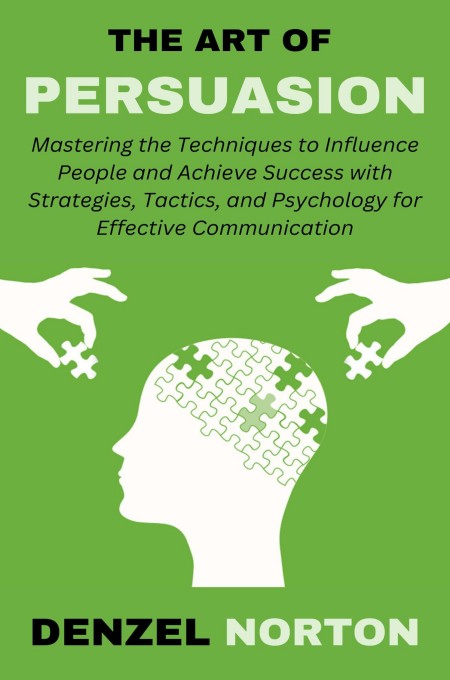 THE ART OF
PERSUASION
Mastering the Techniques to Influence
People and Achieve Success with
Strategies, Tactics, and Psychology for
Effective Communication
DENZEL NORTON